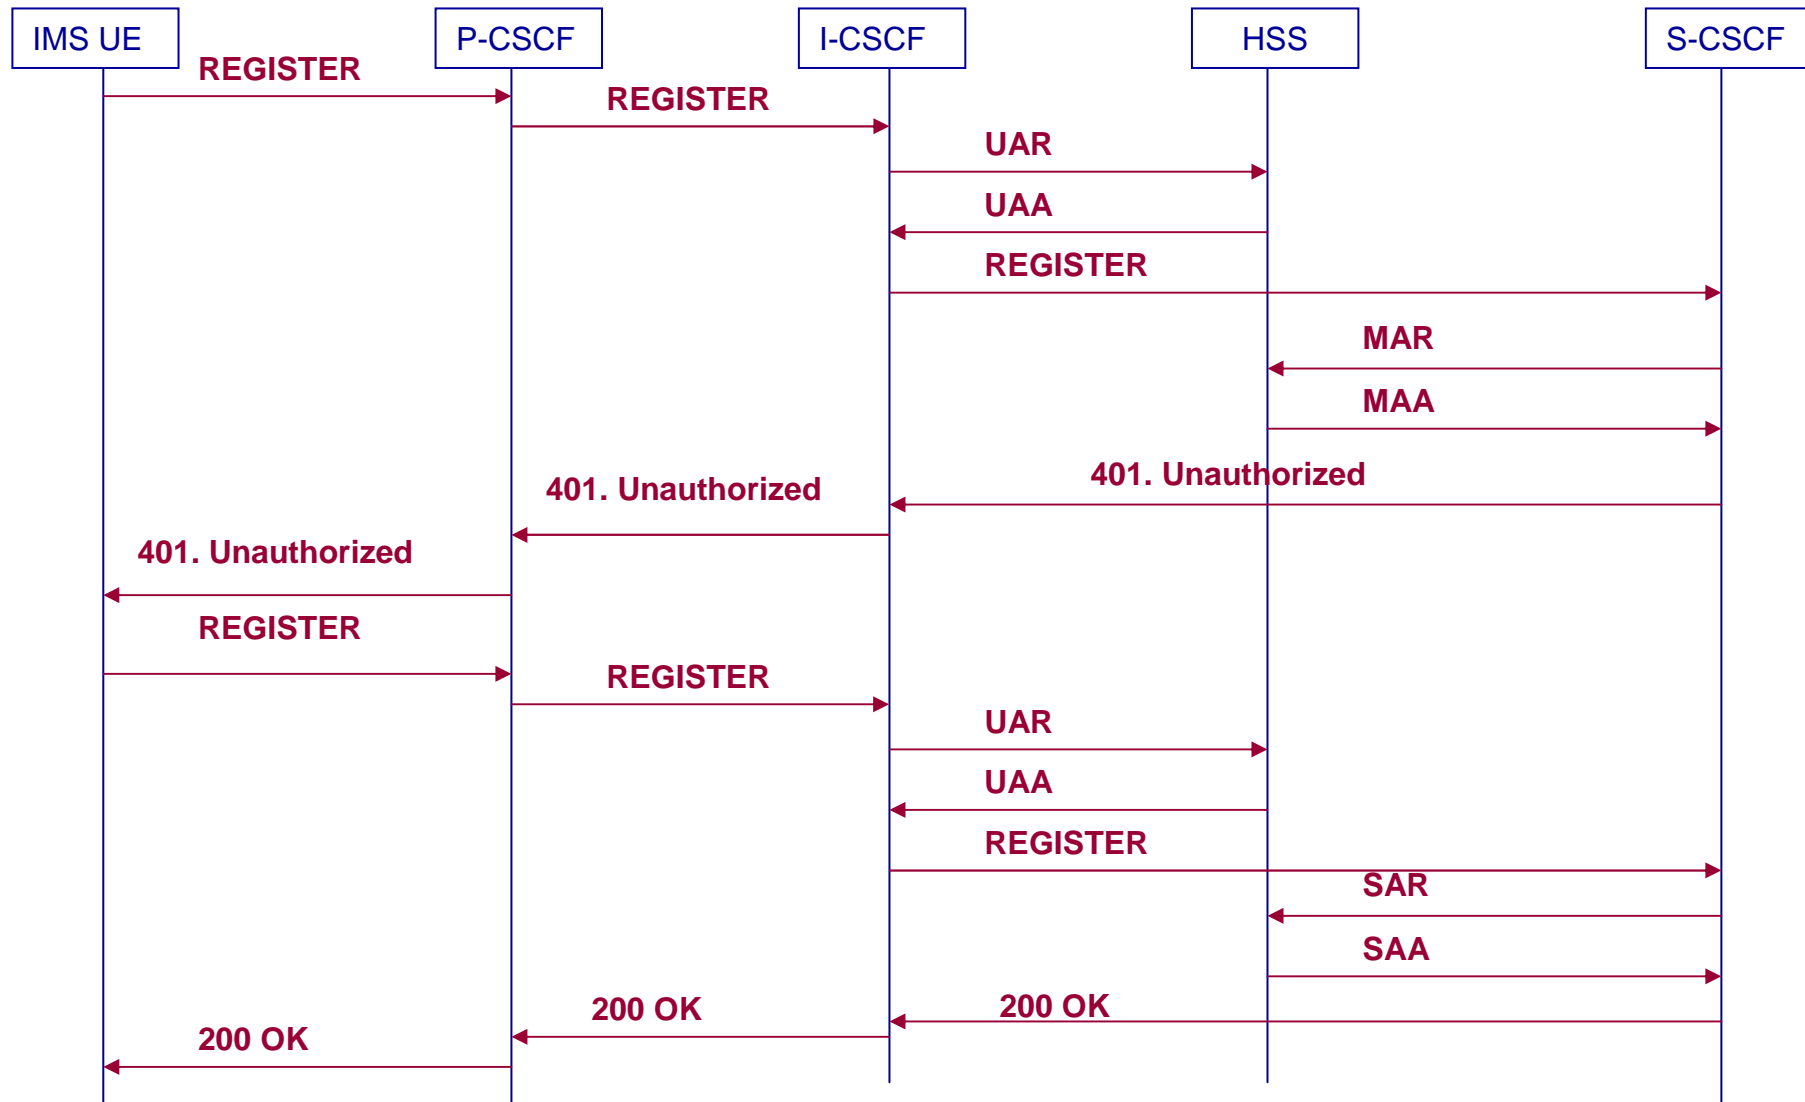 IMS UE
P-CSCF
I-CSCF
HSS
S-CSCF
REGISTER
REGISTER
UAR
UAA
REGISTER
MAR
MAA
401. Unauthorized
401. Unauthorized
401. Unauthorized
REGISTER
REGISTER
UAR
UAA
REGISTER
SAR
SAA
200 OK
200 OK
200 OK